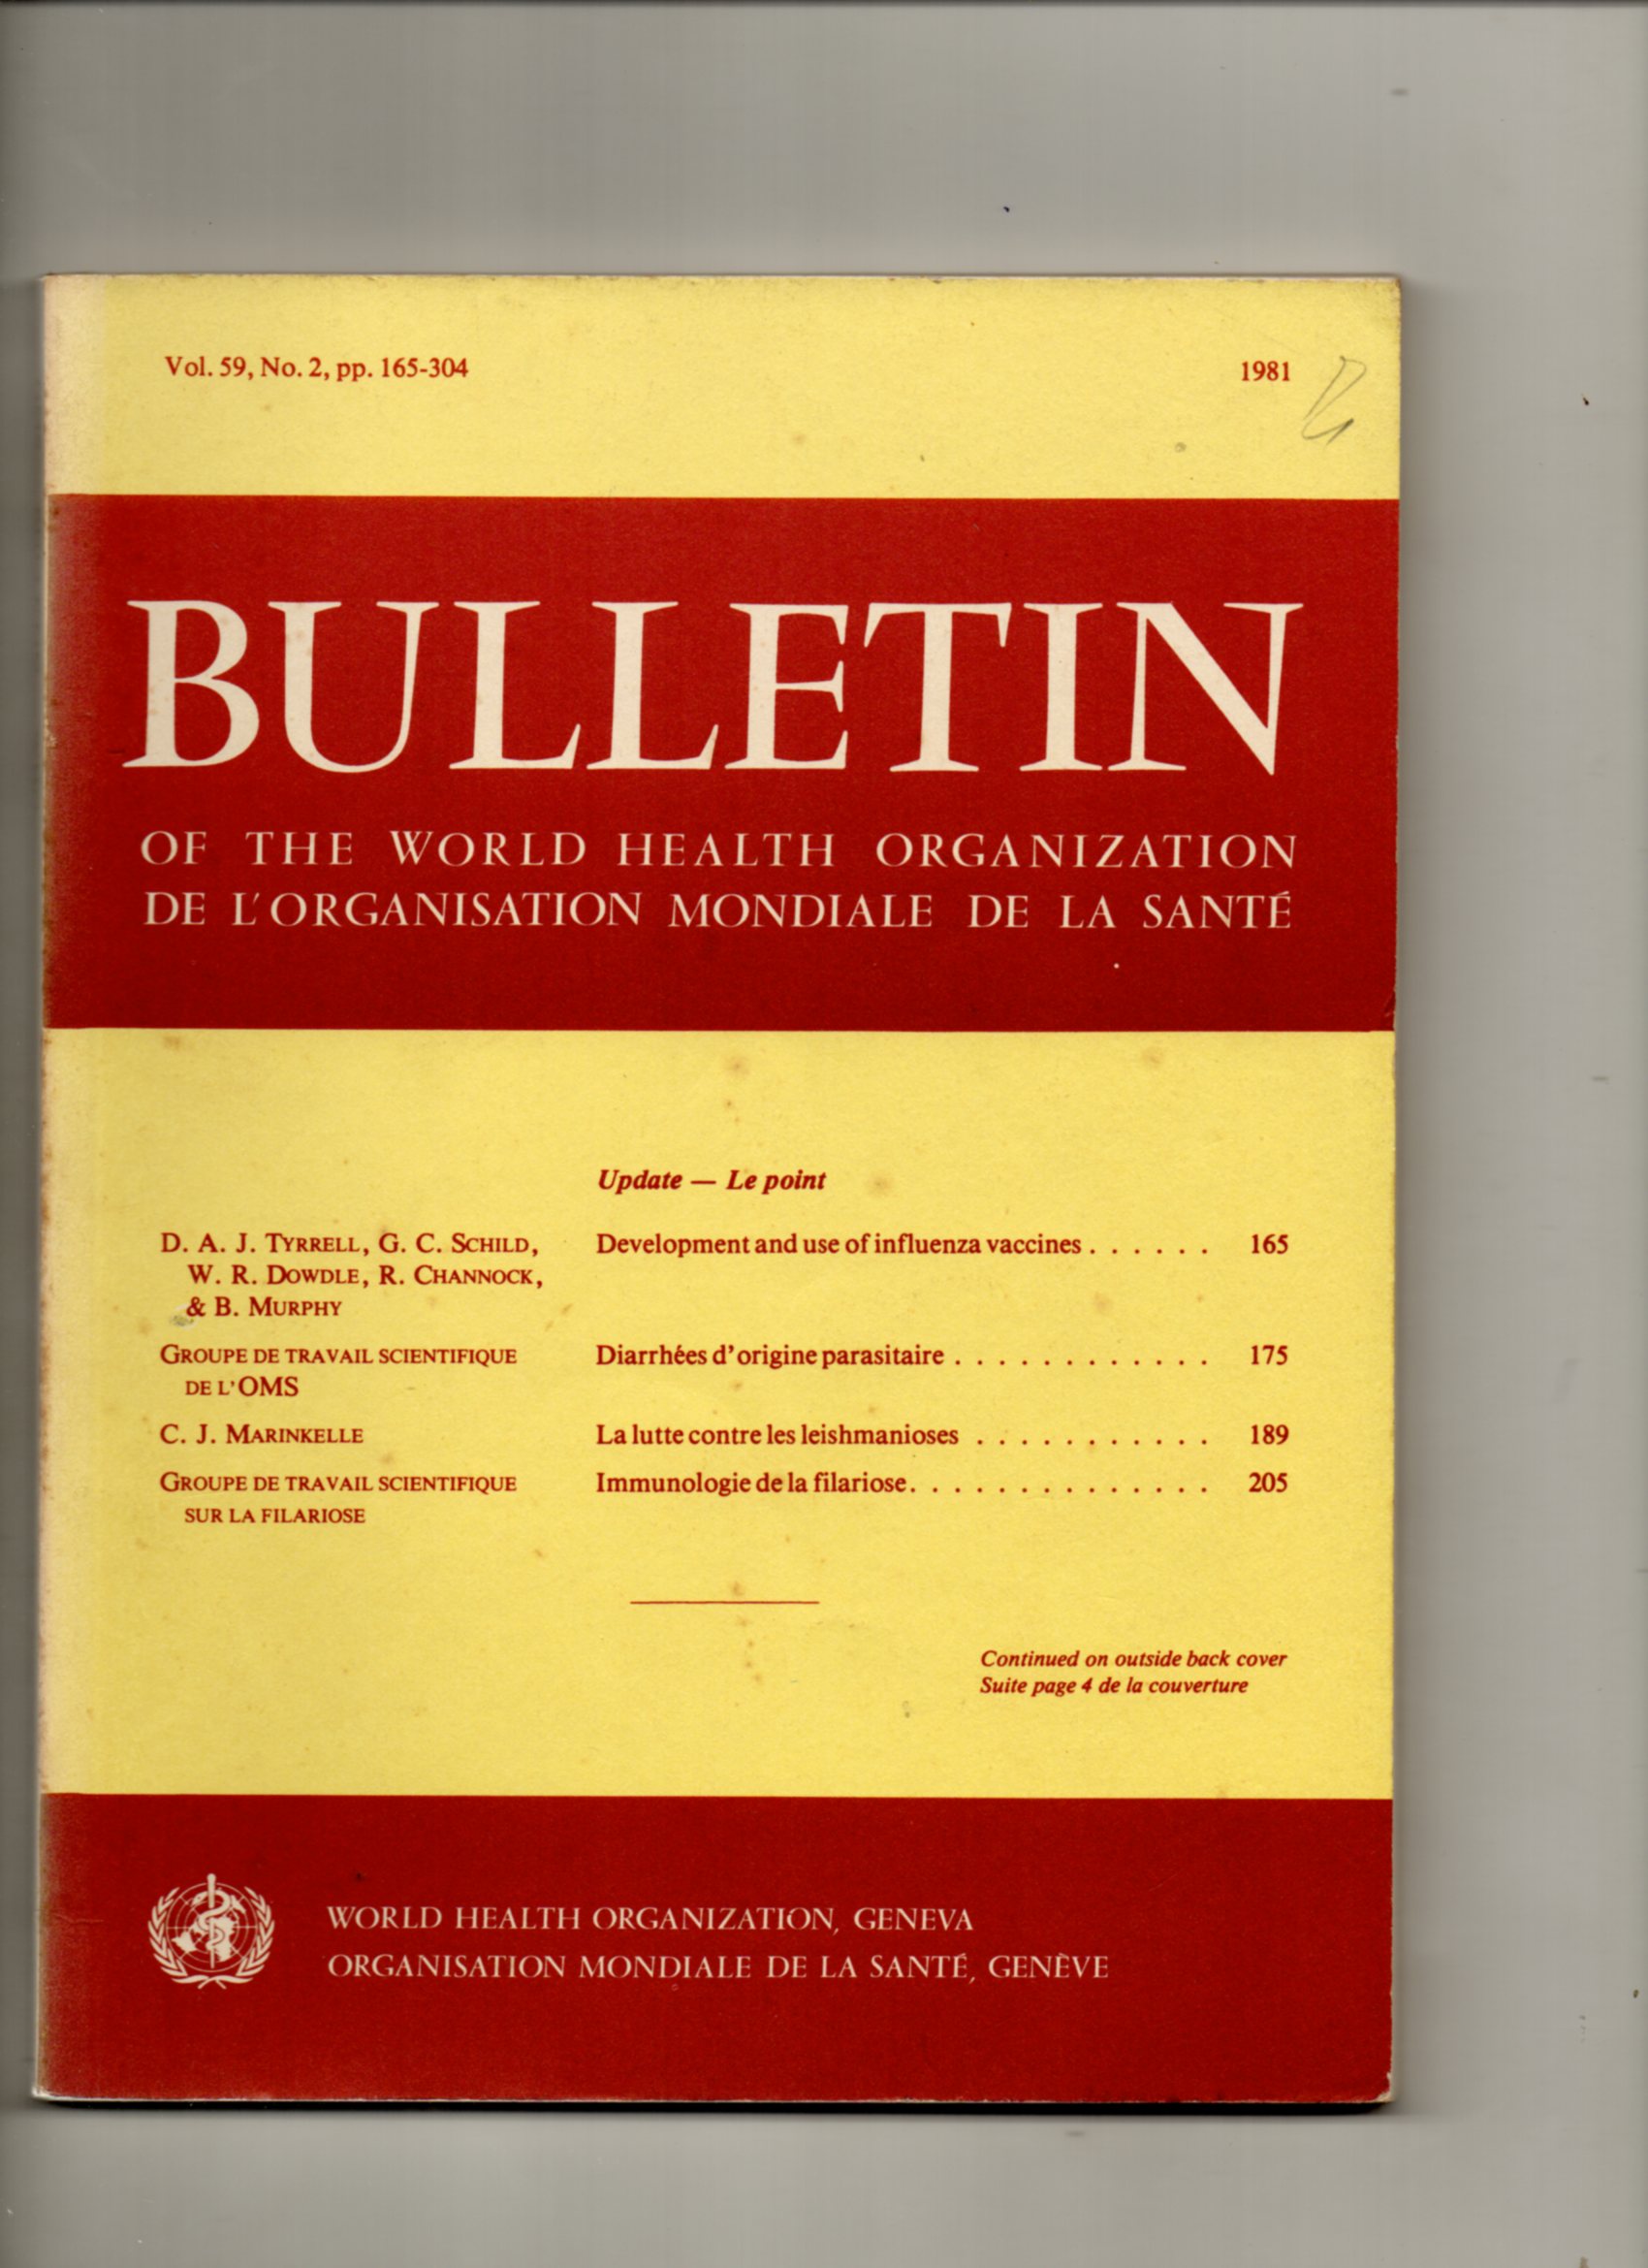 Vol. 59, No. 2, pp. 165-304 1981
BULLETIN
OF THE WORLD HEALTH ORGANIZATION
DE L'ORGANISATION MONDIALE DE LA SANTÉ
Update — Le point
D. A. J. TYRRELL, G. C. SCHILD, Development and use of influenza vaccines . . . . . . 165
W. R. DOWDLE, R. CHANNOCK,
& B. MURPHY
GROUPE DE TRAVAIL SCIENTIFIQUE Diarrhées d'origine parasitaire . . . . . . . . . . . . 175
DE L'OMS
C. J. MARINKELLE La lutte contre les leishmanioses . . . . . . . . . . . 189
GROUPE DE TRAVAIL SCIENTIFIQUE Immunologie de la filariose. . . . . . . . . . . . . . 205
SUR LA FILARIOSE
Continued on outside back cover
Suite page 4 de la couverture
WORLD HEALTH ORGANIZATION, GENEVA
ORGANISATION MONDIALE DE LA SANTÉ, GENÈVE